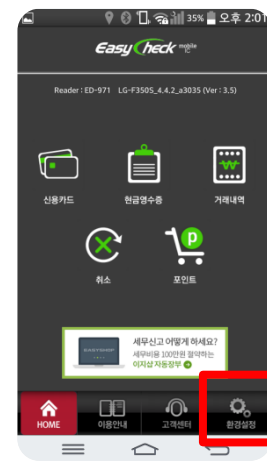 35% 오후 2:01
EasyCheck mobile
Reader : ED-971 LG-F350S_4.4.2_a3035 (Ver : 3.5)
신용카드 현금영수증 거래내역
취소 포인트
세무신고 어떻게 하세요?
세무비용 100만원 절약하는
이지샵 자동장부
EASYSHOP
HOME 이용안내 고객센터 환경설정